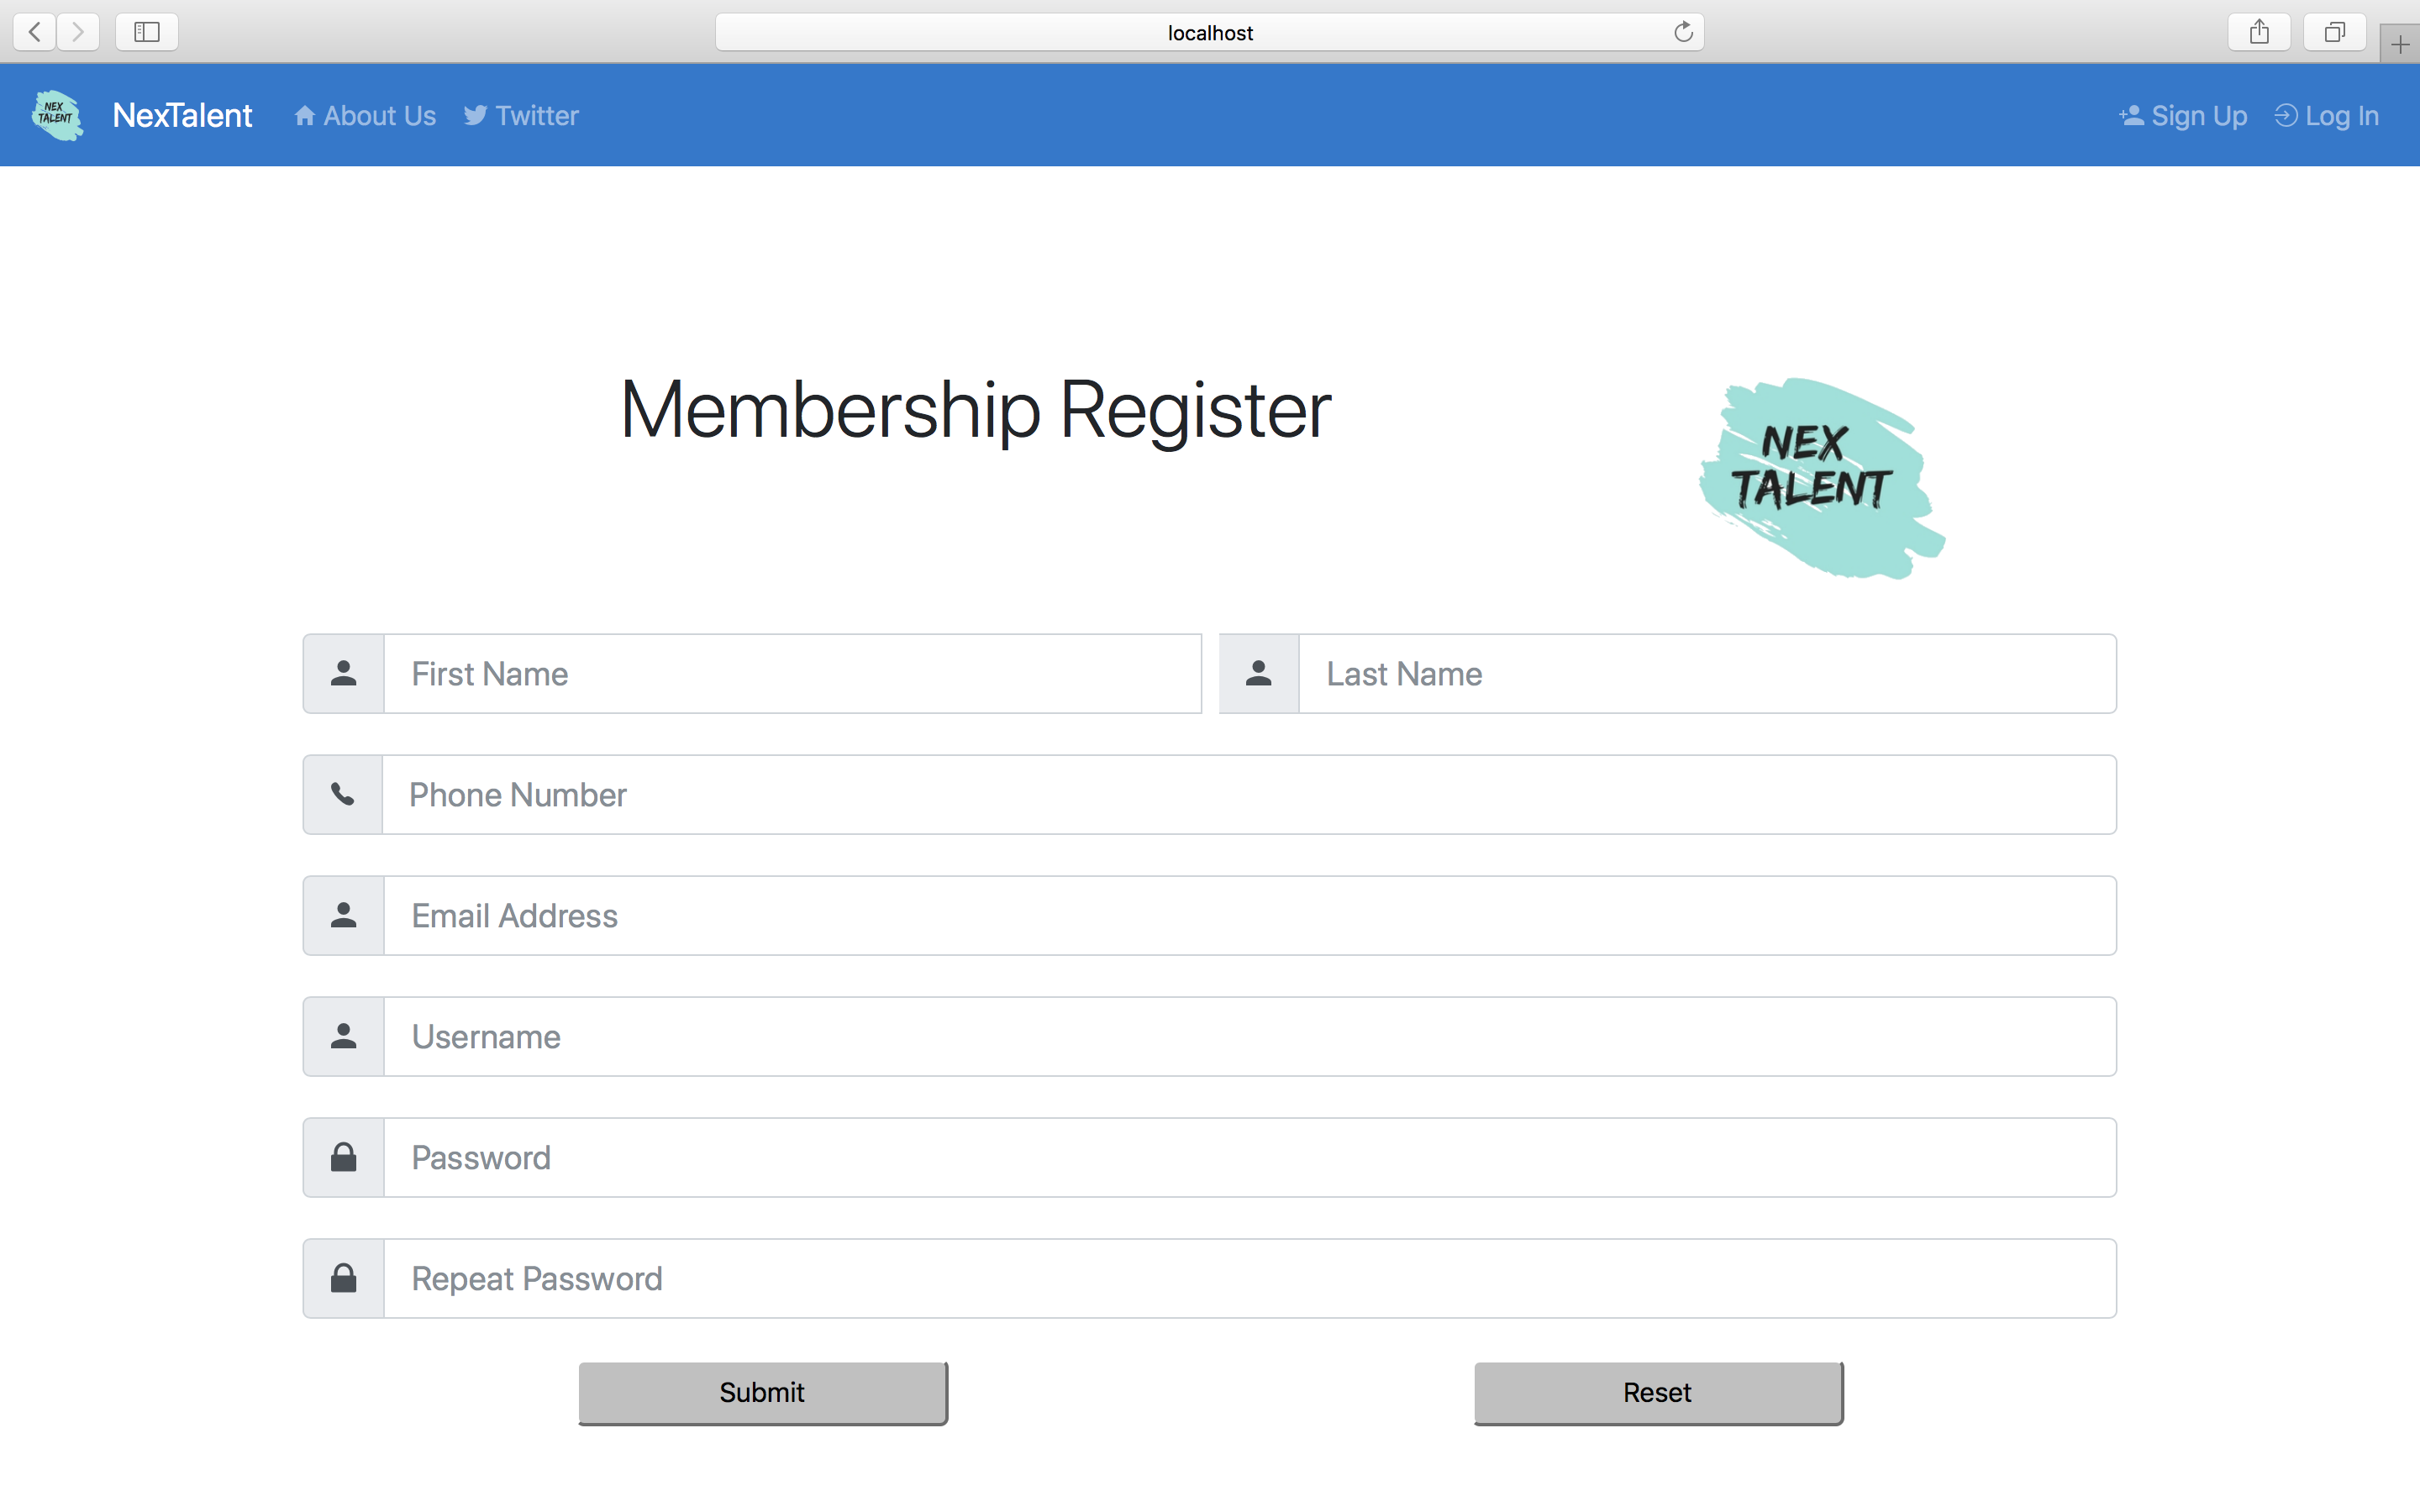 localhost
NEX
TALENT
NexTalent About Us Twitter Sign Up Log In
Membership Register
NEX
TALENT
First Name Last Name
Phone Number
Email Address
Username
Password
Repeat Password
Submit Reset